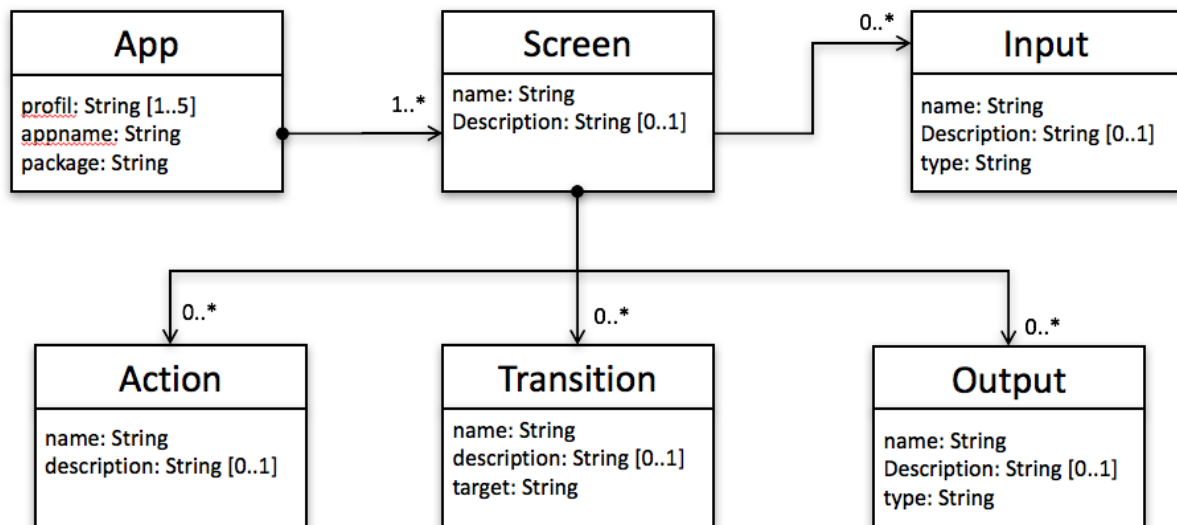 App
profil: String [1..5]
appname: String
package: String
1..*
Screen
name: String
Description: String [0..1]
0..*
Input
name: String
Description: String [0..1]
type: String
0..*
Action
name: String
description: String [0..1]
0..*
Transition
name: String
description: String [0..1]
target: String
0..*
Output
name: String
Description: String [0..1]
type: String